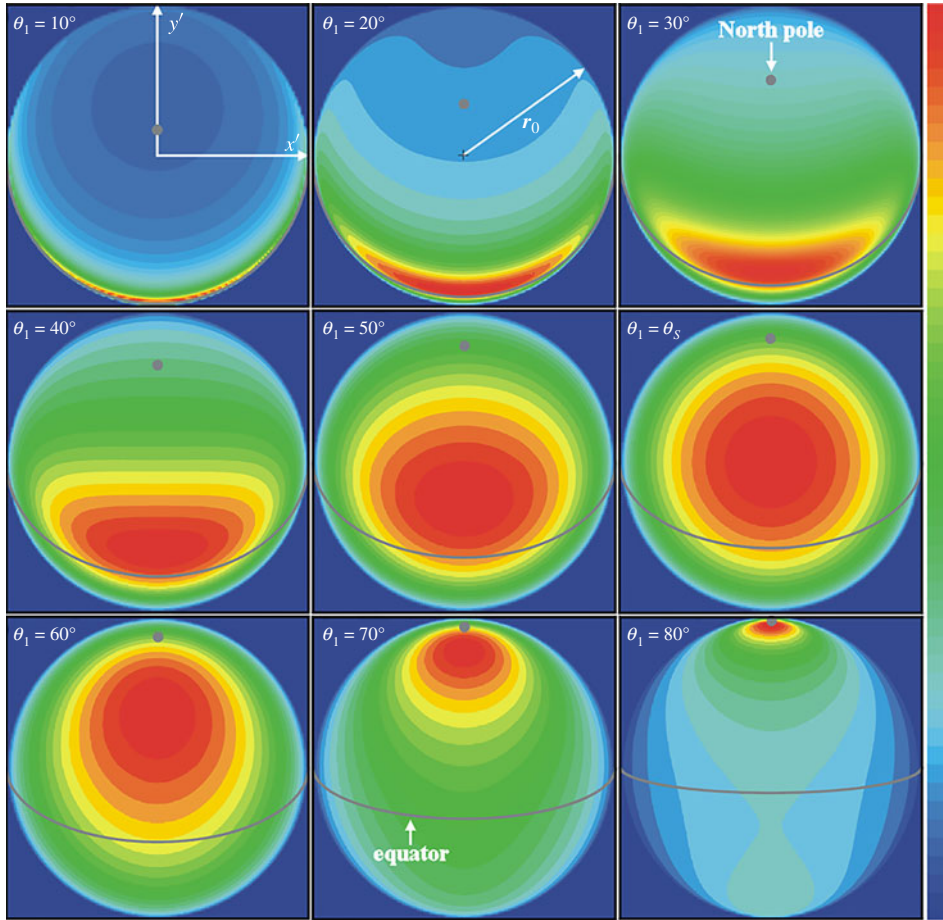 θ₁ = 10°
y′
x′
θ₁ = 20°
r₀
θ₁ = 30°
North pole
θ₁ = 40°
θ₁ = 50°
θ₁ = θₛ
θ₁ = 60°
θ₁ = 70°
equator
θ₁ = 80°